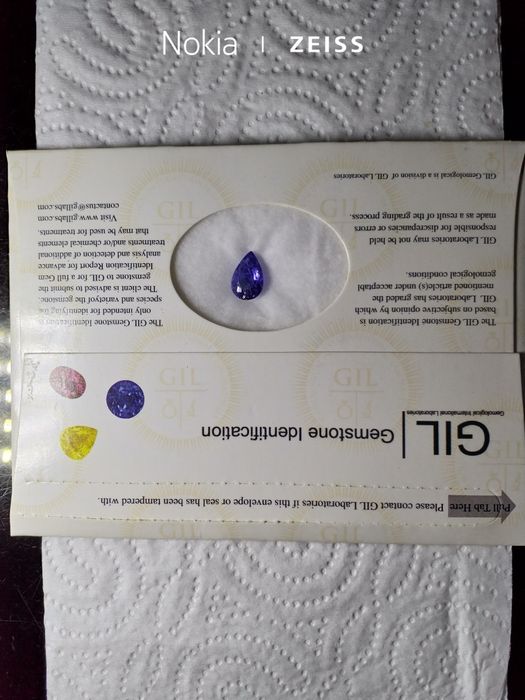 Nokia | ZEISS
Pull Tab Here
Please contact GIL Laboratories if this envelope or seal has been tampered with.
GIL
Gemological International Laboratories
Gemstone Identification
GIL
GIL
The GIL Gemstone Identification is
based on subjective opinion by which
GIL Laboratories has graded the
mentioned article(s) under acceptabl
gemological conditions.
GIL Laboratories may not be held
responsible for discrepancies or errors
made as a result of the grading process.
GIL Gemological is a division of GIL Laboratories
The GIL Gemstone Identification is
only intended for identifying the
species and variety of the gemstone.
The client is advised to submit the
gemstone to GIL for a full Gem
Identification Report for advance
analysis and detection of additional
treatments and/or chemical elements
that may be used for treatments.
Visit www.gillabs.com
contactus@gillabs.com
GIL